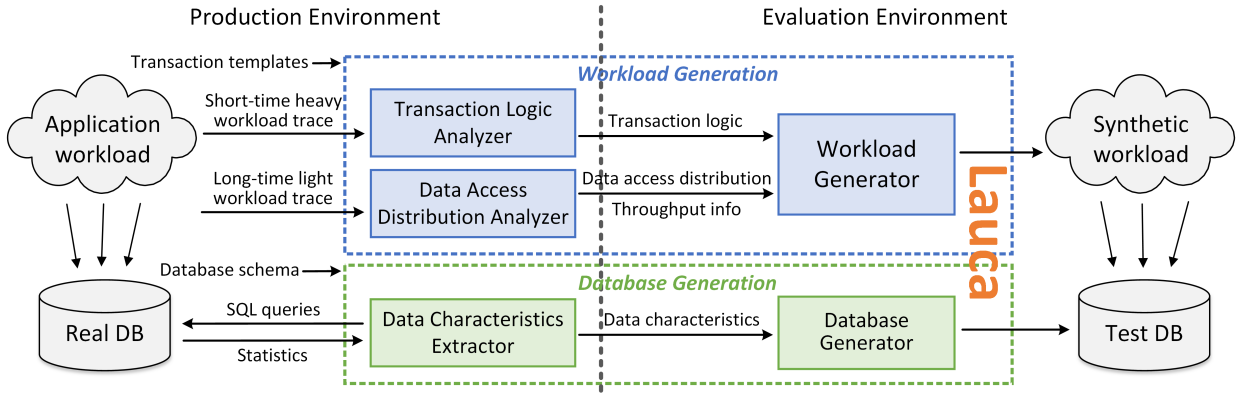 Production Environment
Evaluation Environment
Transaction templates
Workload Generation
Application
workload
Short-time heavy
workload trace
Transaction Logic
Analyzer
Transaction logic
Long-time light
workload trace
Data Access
Distribution Analyzer
Data access distribution
Throughput info
Workload
Generator
Synthetic
workload
Lauca
Database schema
Database Generation
Real DB
SQL queries
Statistics
Data Characteristics
Extractor
Data characteristics
Database
Generator
Test DB